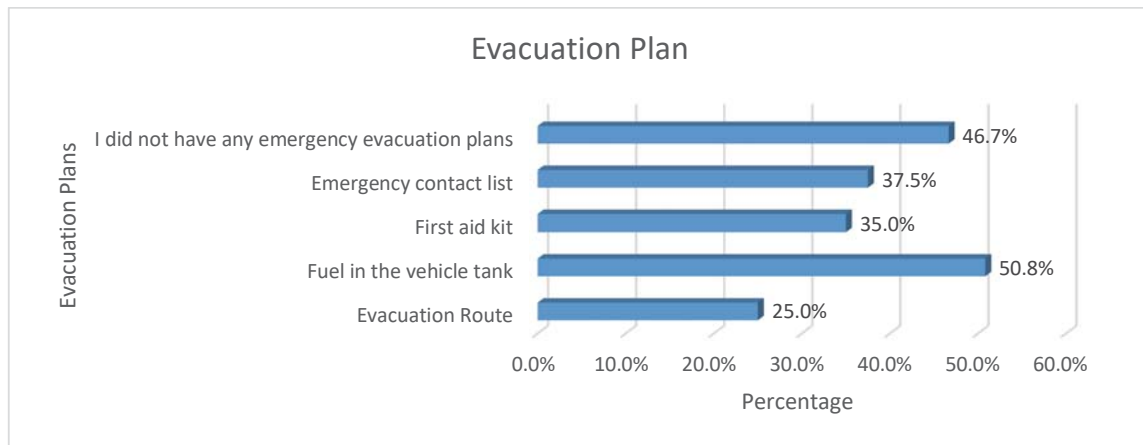 Evacuation Plan
Evacuation Plans
I did not have any emergency evacuation plans
46.7%
Emergency contact list
37.5%
First aid kit
35.0%
Fuel in the vehicle tank
50.8%
Evacuation Route
25.0%
0.0% 10.0% 20.0% 30.0% 40.0% 50.0% 60.0%
Percentage